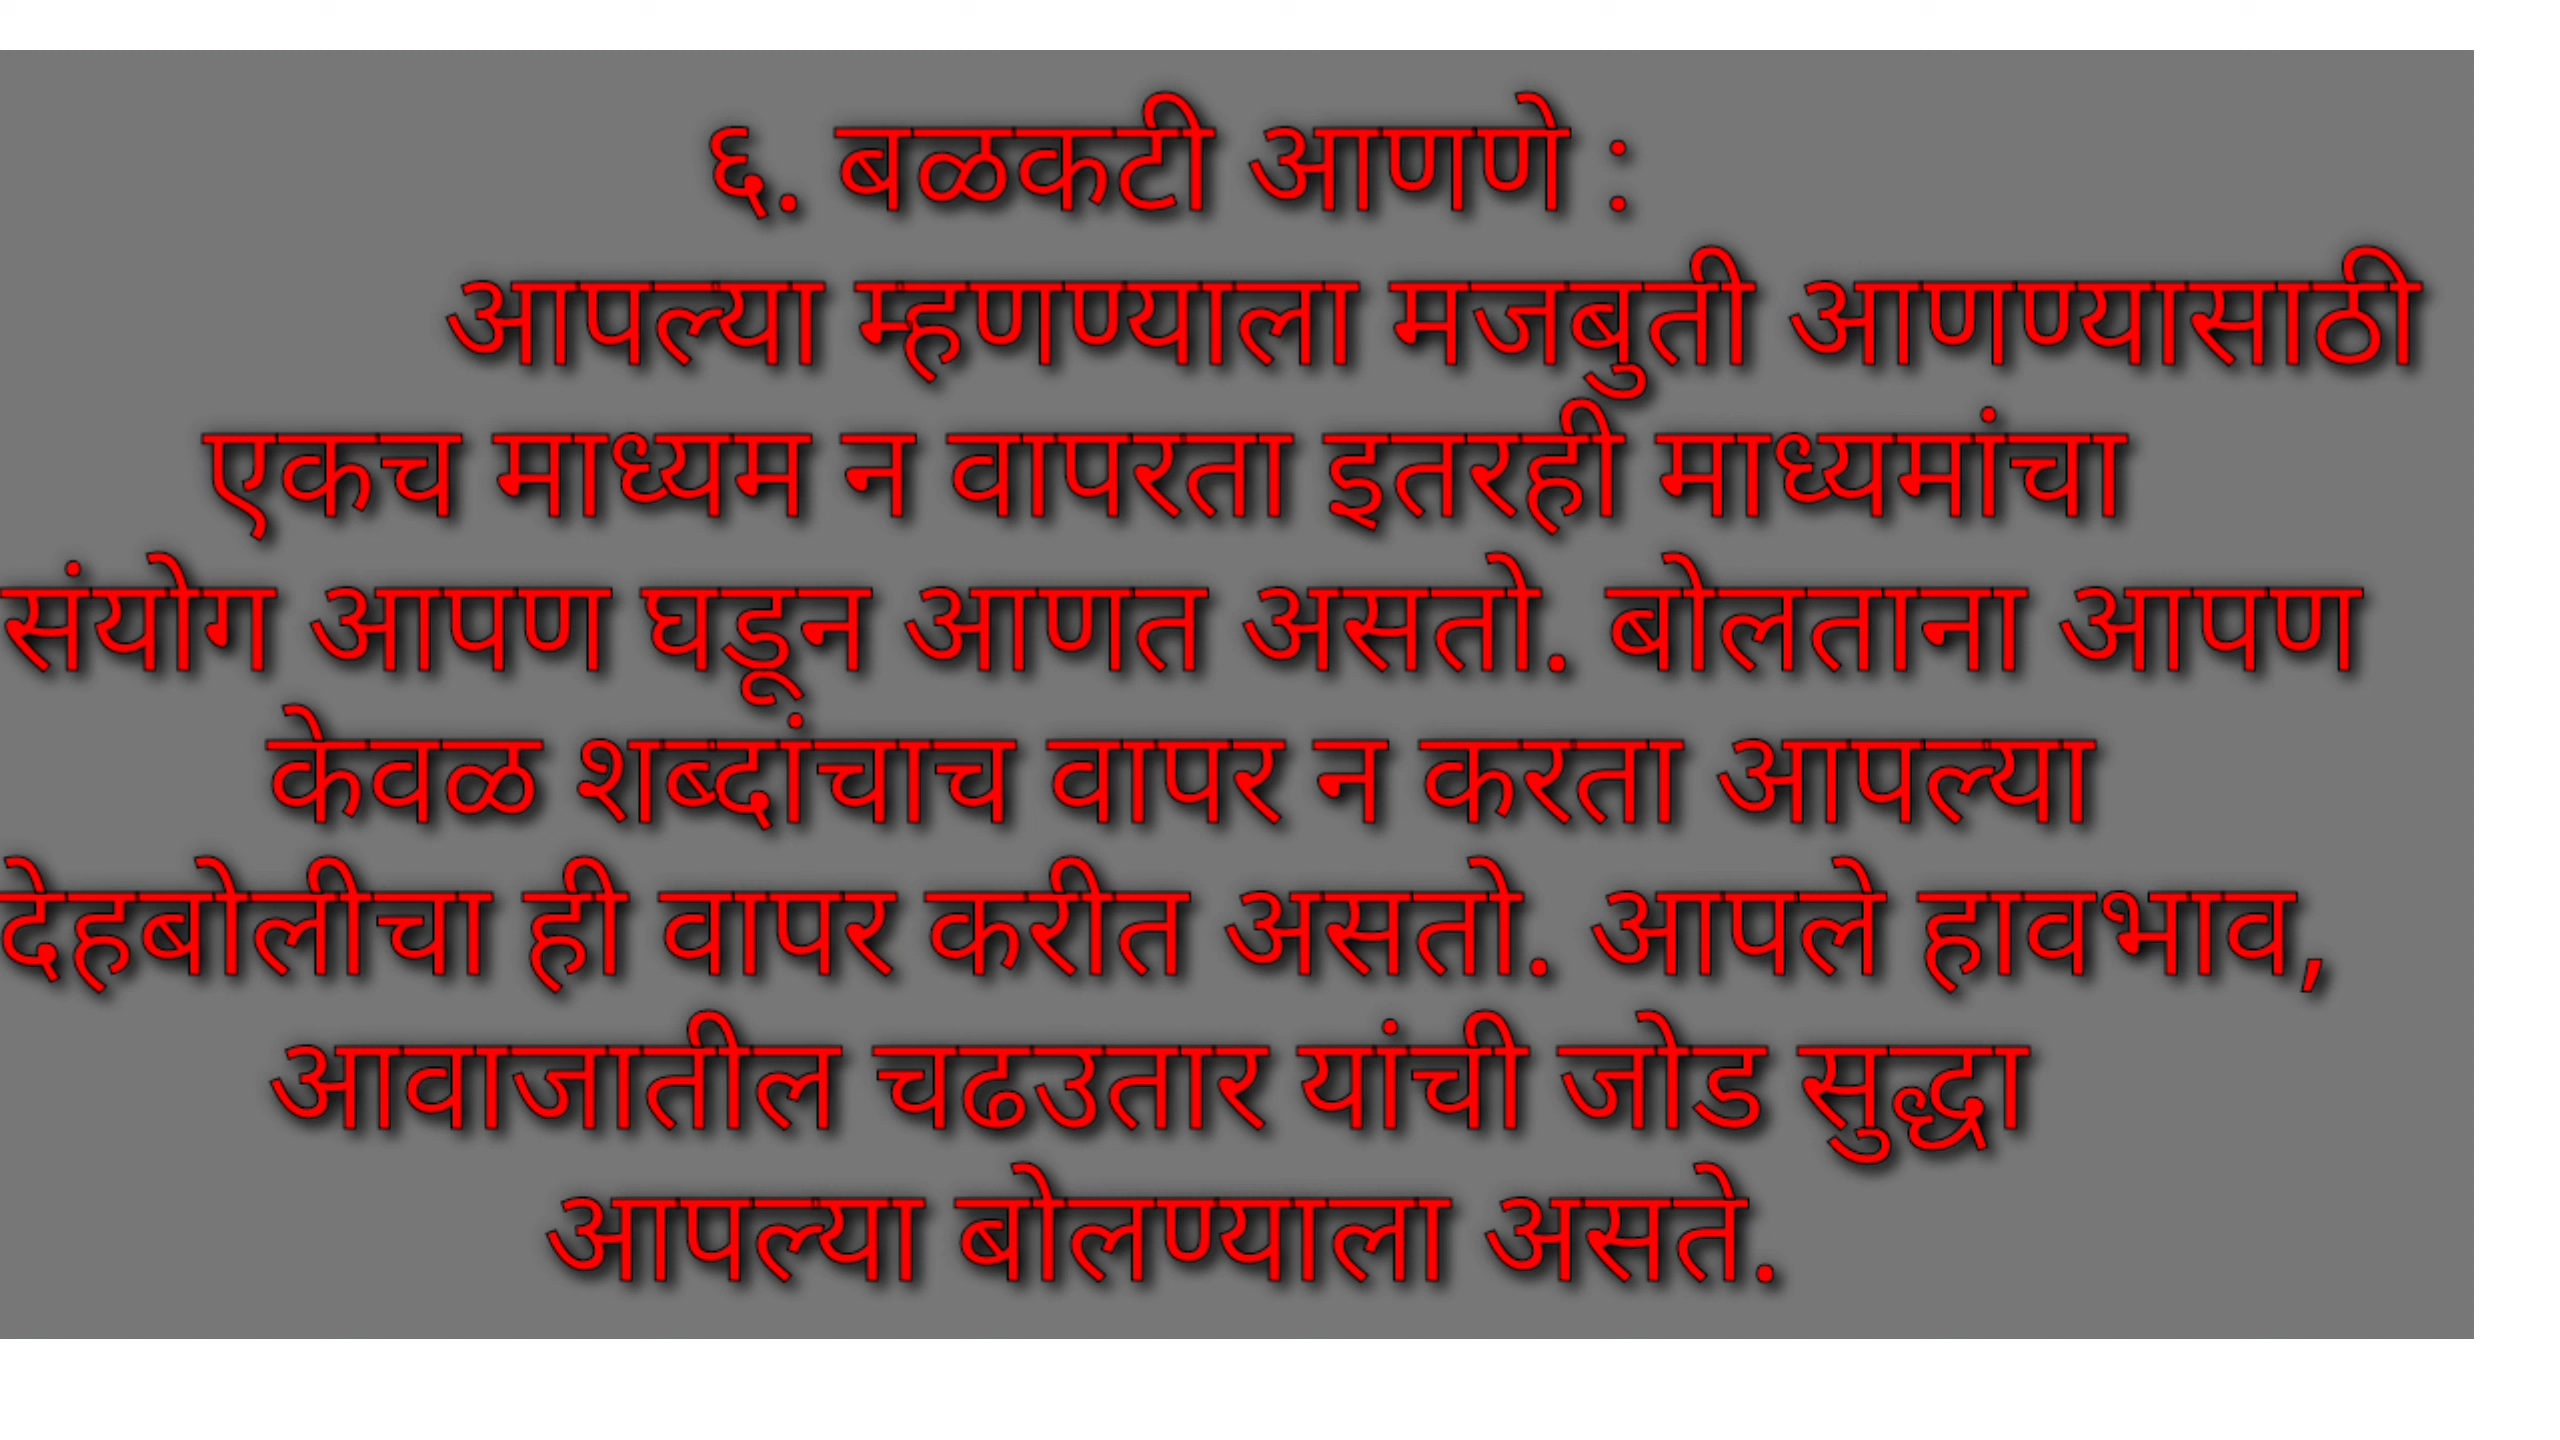 ६. बळकटी आणणे :
आपल्या म्हणण्याला मजबुती आणण्यासाठी
एकच माध्यम न वापरता इतरही माध्यमांचा
संयोग आपण घडून आणत असतो. बोलताना आपण
केवळ शब्दांचाच वापर न करता आपल्या
देहबोलीचा ही वापर करीत असतो. आपले हावभाव,
आवाजातील चढउतार यांची जोड सुद्धा
आपल्या बोलण्याला असते.